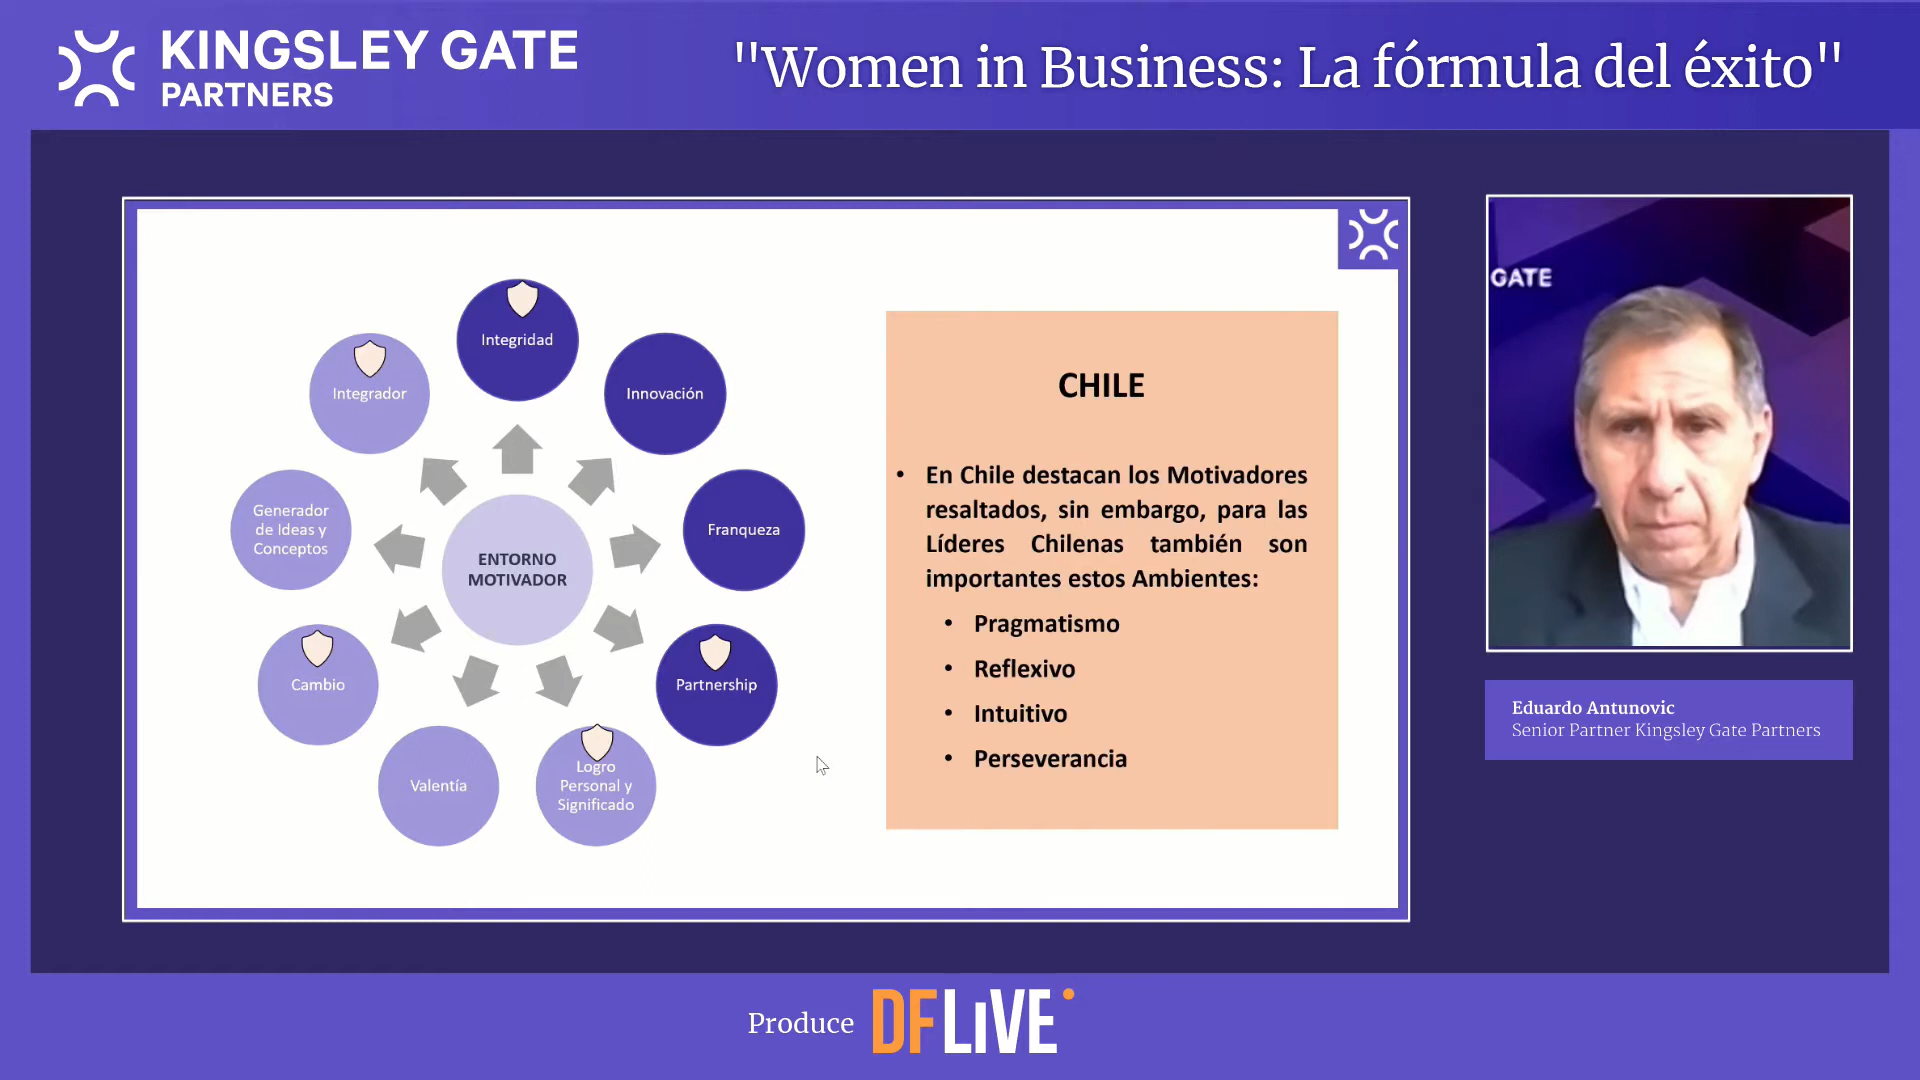 KINGSLEY GATE
PARTNERS
"Women in Business: La fórmula del éxito"
Integridad
Integrador
Innovación
Generador
de Ideas y
Conceptos
Franqueza
ENTORNO
MOTIVADOR
Cambio
Partnership
Valentía
Logro
Personal y
Significado
CHILE
• En Chile destacan los Motivadores
resaltados, sin embargo, para las
Líderes Chilenas también son
importantes estos Ambientes:
• Pragmatismo
• Reflexivo
• Intuitivo
• Perseverancia
GATE
Eduardo Antunovic
Senior Partner Kingsley Gate Partners
Produce DF LiVE